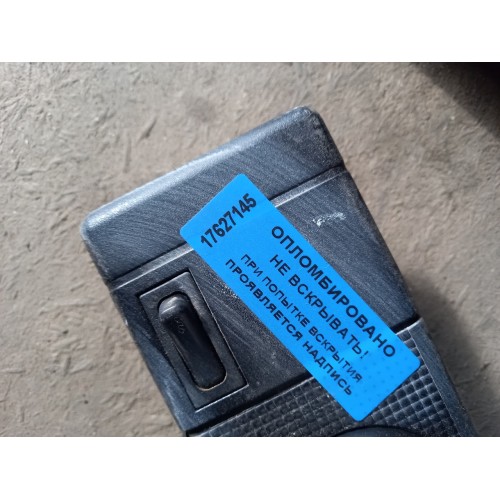 17627145
ОПЛОМБИРОВАНО
НЕ ВСКРЫВАТЬ!
ПРИ ПОПЫТКЕ ВСКРЫТИЯ
ПРОЯВЛЯЕТСЯ НАДПИСЬ